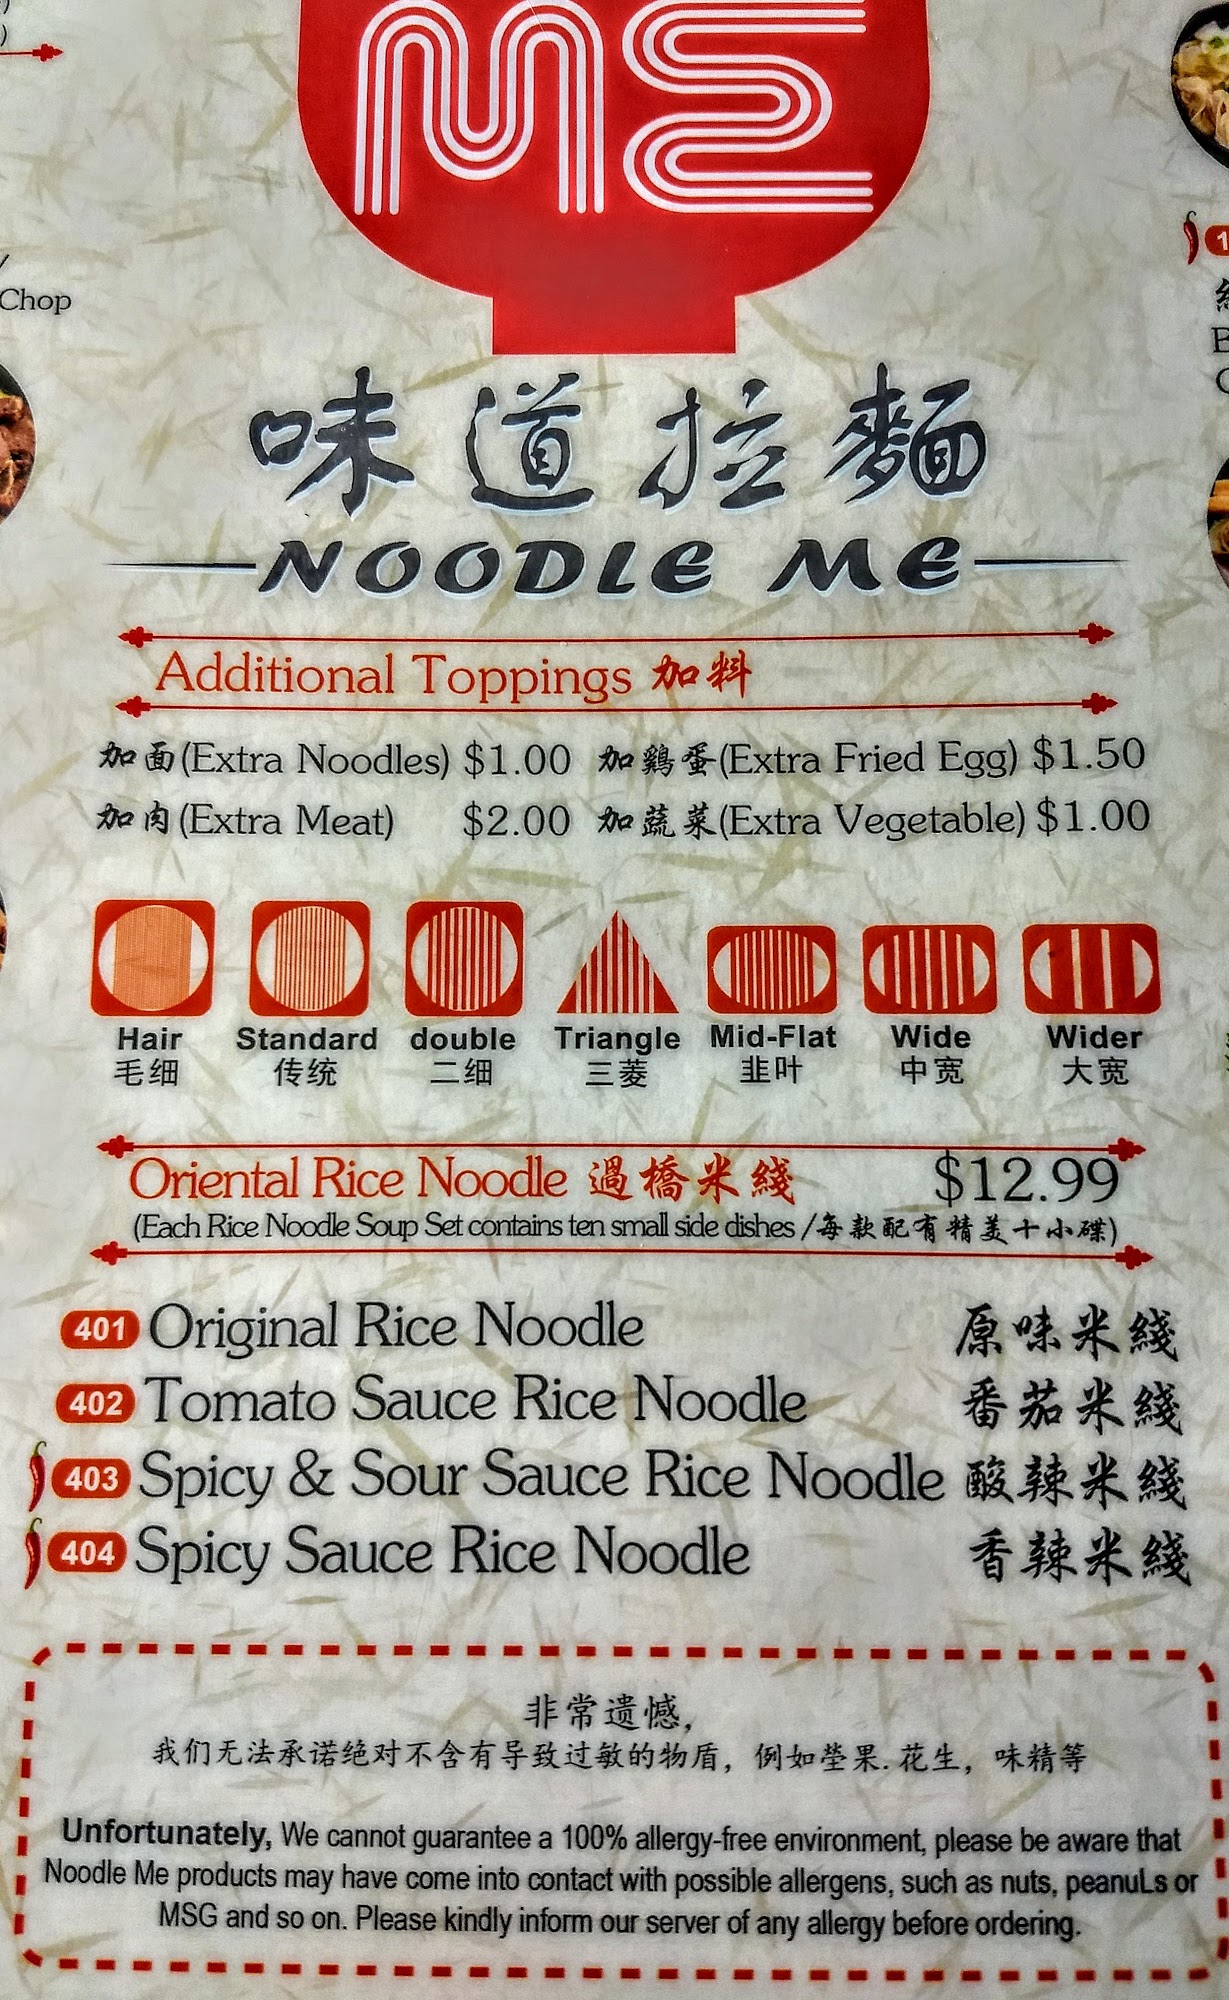 ME
Chop
味道拉麵
NOODLE ME
Additional Toppings 加料
加面(Extra Noodles) $1.00 加鷄蛋(Extra Fried Egg) $1.50
加肉(Extra Meat) $2.00 加蔬菜(Extra Vegetable) $1.00
Hair Standard double Triangle Mid-Flat Wide Wider
毛细 传统 二细 三菱 韭叶 中宽 大宽
Oriental Rice Noodle 過橋米綫 $12.99
(Each Rice Noodle Soup Set contains ten small side dishes /每款配有精美十小碟)
401 Original Rice Noodle 原味米綫
402 Tomato Sauce Rice Noodle 番茄米綫
403 Spicy & Sour Sauce Rice Noodle 酸辣米綫
404 Spicy Sauce Rice Noodle 香辣米綫
非常遗憾,
我们无法承诺绝对不含有导致过敏的物盾，例如茔果.花生，味精等
Unfortunately, We cannot guarantee a 100% allergy-free environment, please be aware that
Noodle Me products may have come into contact with possible allergens, such as nuts, peanuLs or
MSG and so on. Please kindly inform our server of any allergy before ordering.